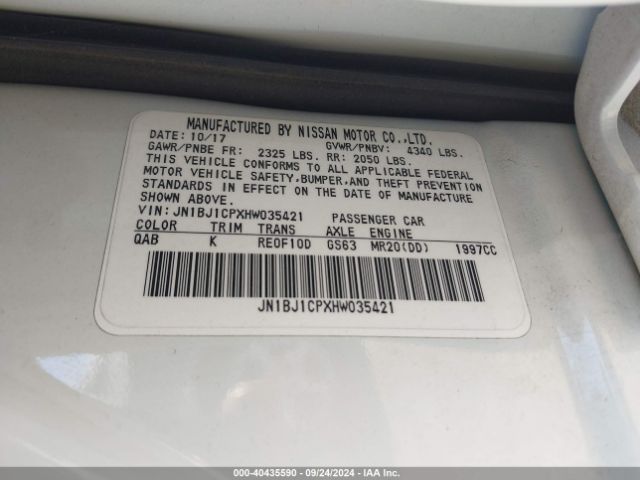 MANUFACTURED BY NISSAN MOTOR CO.,LTD.
DATE: 10/17 GVWR/PNBV: 4340 LBS.
GAWR/PNBE FR: 2325 LBS. RR: 2050 LBS.
THIS VEHICLE CONFORMS TO ALL APPLICABLE FEDERAL
MOTOR VEHICLE SAFETY,BUMPER,AND THEFT PREVENTION
STANDARDS IN EFFECT ON THE DATE OF MANUFACTURE
SHOWN ABOVE.
VIN: JN1BJ1CPXHW035421 PASSENGER CAR
COLOR TRIM TRANS AXLE ENGINE
QAB K RE0F10D GS63 MR20(DD) 1997CC
JN1BJ1CPXHW035421
000-40435590 - 09/24/2024 - IAA Inc.